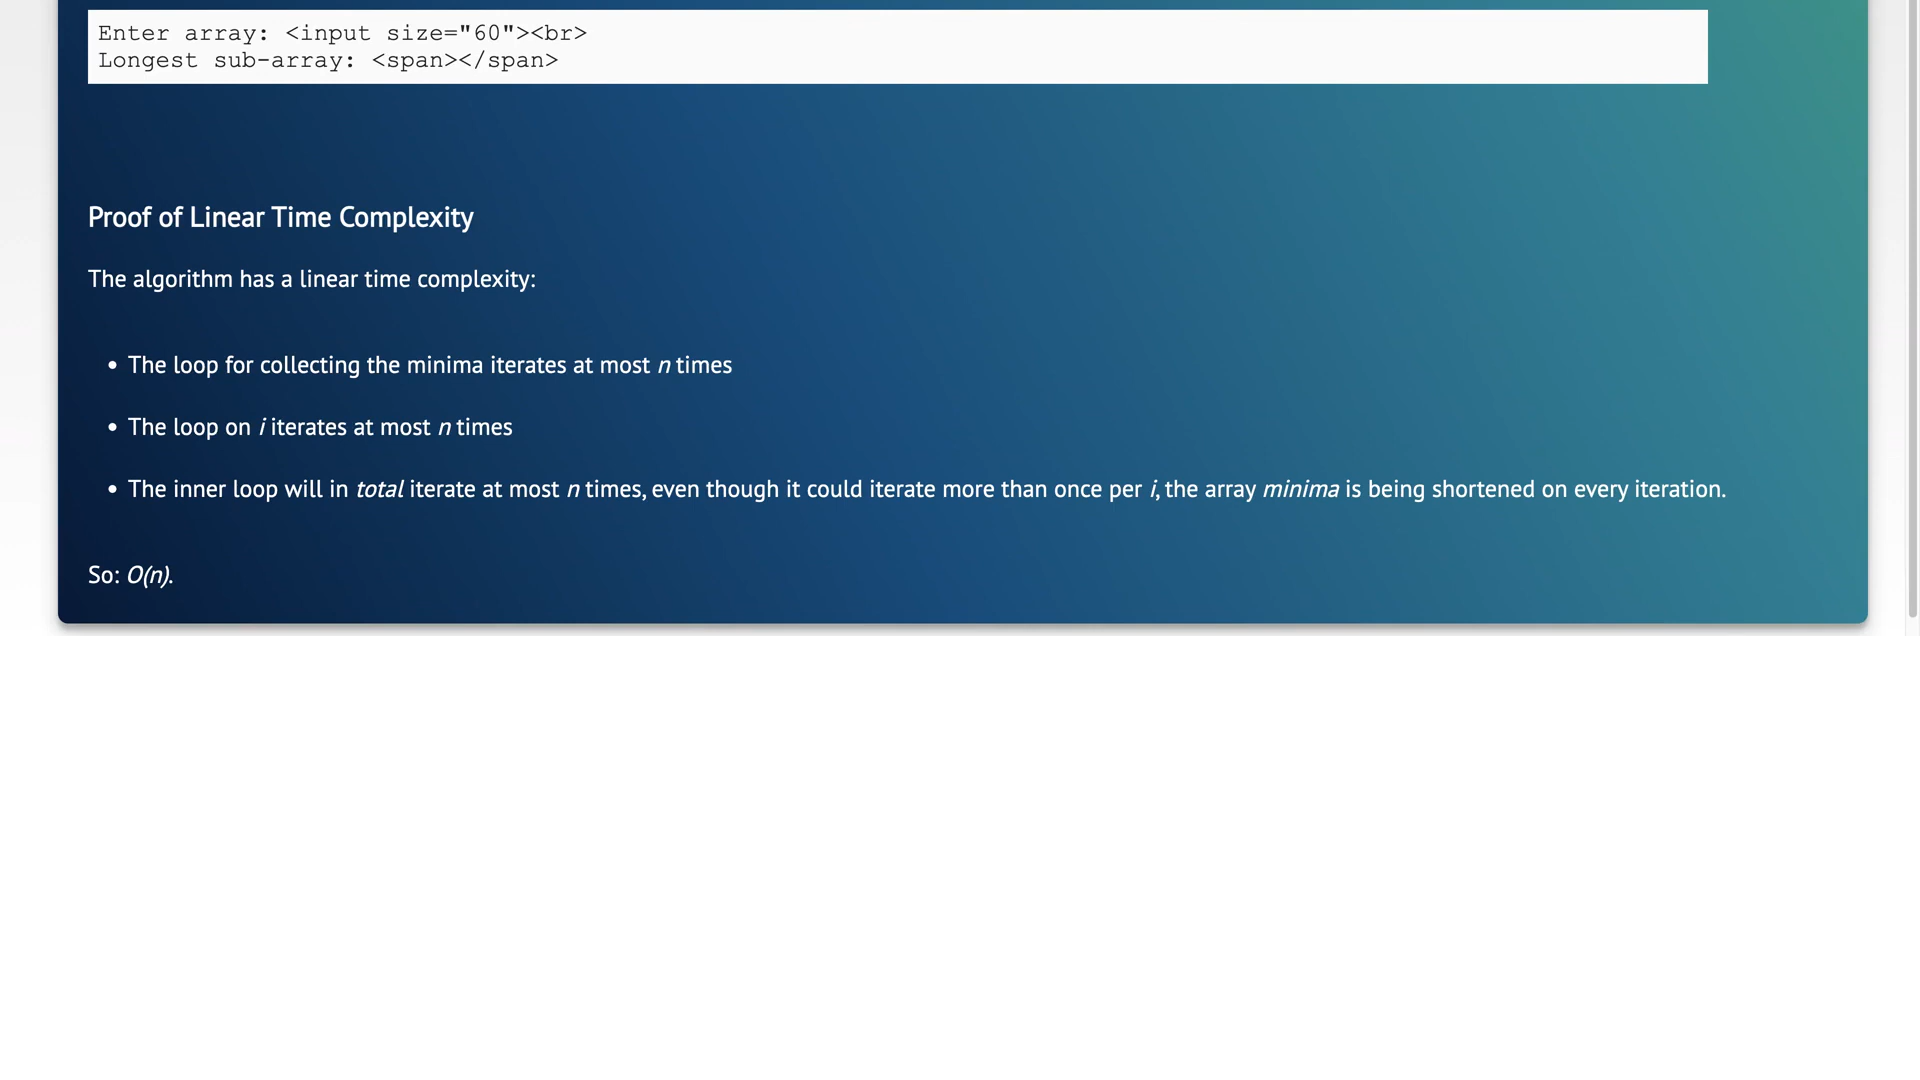 Enter array: <input size="60"><br>
Longest sub-array: <span></span>
Proof of Linear Time Complexity
The algorithm has a linear time complexity:
• The loop for collecting the minima iterates at most n times
• The loop on i iterates at most n times
• The inner loop will in total iterate at most n times, even though it could iterate more than once per i, the array minima is being shortened on every iteration.
So: O(n).